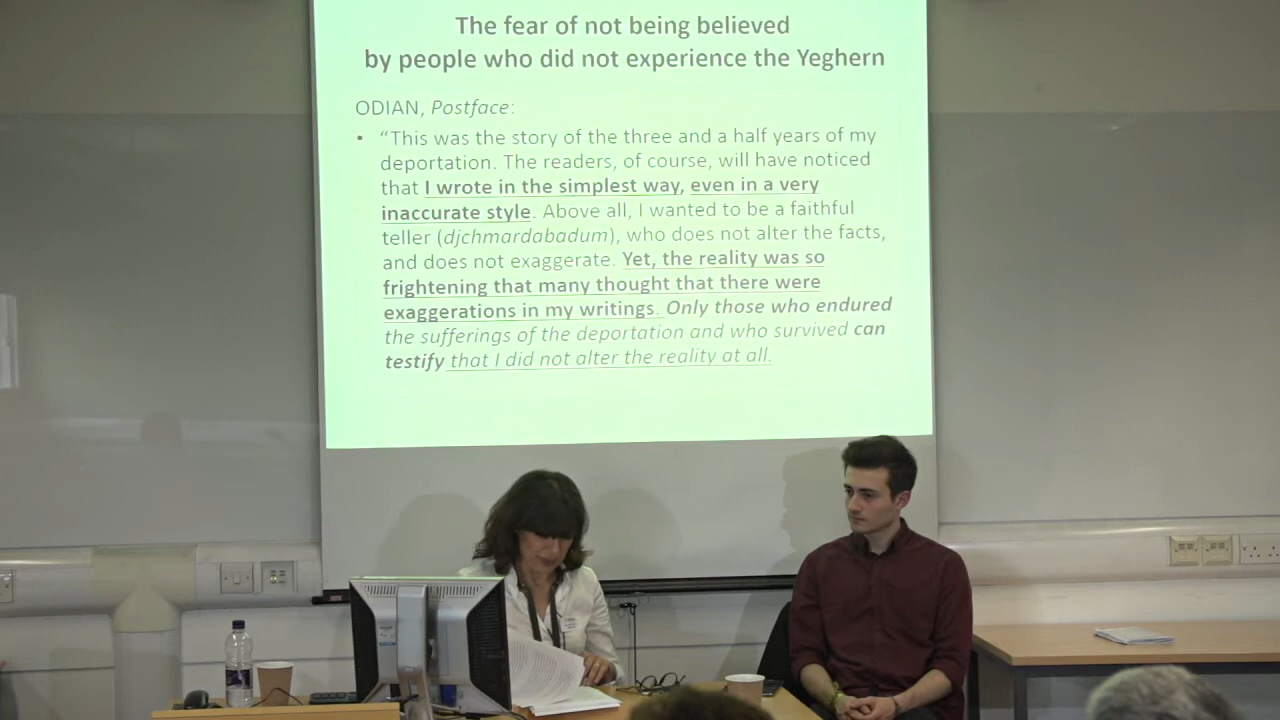 The fear of not being believed
by people who did not experience the Yeghern
ODIAN, Postface:
• “This was the story of the three and a half years of my
deportation. The readers, of course, will have noticed
that I wrote in the simplest way, even in a very
inaccurate style. Above all, I wanted to be a faithful
teller (djchmardabadum), who does not alter the facts,
and does not exaggerate. Yet, the reality was so
frightening that many thought that there were
exaggerations in my writings. Only those who endured
the sufferings of the deportation and who survived can
testify that I did not alter the reality at all.